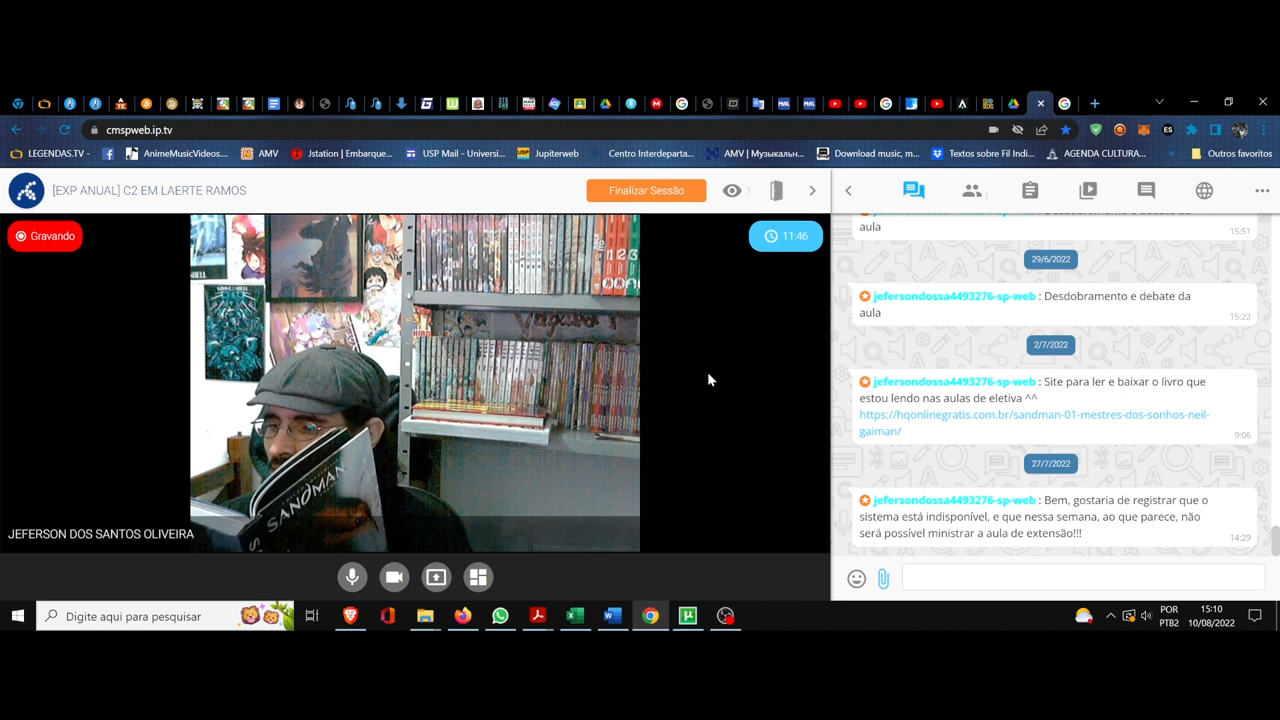 cmspweb.ip.tv
LEGENDAS.TV -
AnimeMusicVideos....
AMV
Jstation | Embarque...
USP Mail - Universi...
Jupiterweb
Centro Interdeparta...
AMV | Музыкальн...
Download music, m...
Textos sobre Fil Indi...
AGENDA CULTURA...
»
Outros favoritos
[EXP ANUAL] C2 EM LAERTE RAMOS
Finalizar Sessão
1
1
Gravando
11:46
SANDMAN
JEFERSON DOS SANTOS OLIVEIRA
aula
15:51
29/6/2022
jefersondossa4493276-sp-web : Desdobramento e debate da
aula
15:22
2/7/2022
jefersondossa4493276-sp-web : Site para ler e baixar o livro que
estou lendo nas aulas de eletiva ^^
https://hqonlinegratis.com.br/sandman-01-mestres-dos-sonhos-neil-
gaiman/
9:06
27/7/2022
jefersondossa4493276-sp-web : Bem, gostaria de registrar que o
sistema está indisponível, e que nessa semana, ao que parece, não
será possível ministrar a aula de extensão!!!
14:29
Digite aqui para pesquisar
POR
PTB2
15:10
10/08/2022